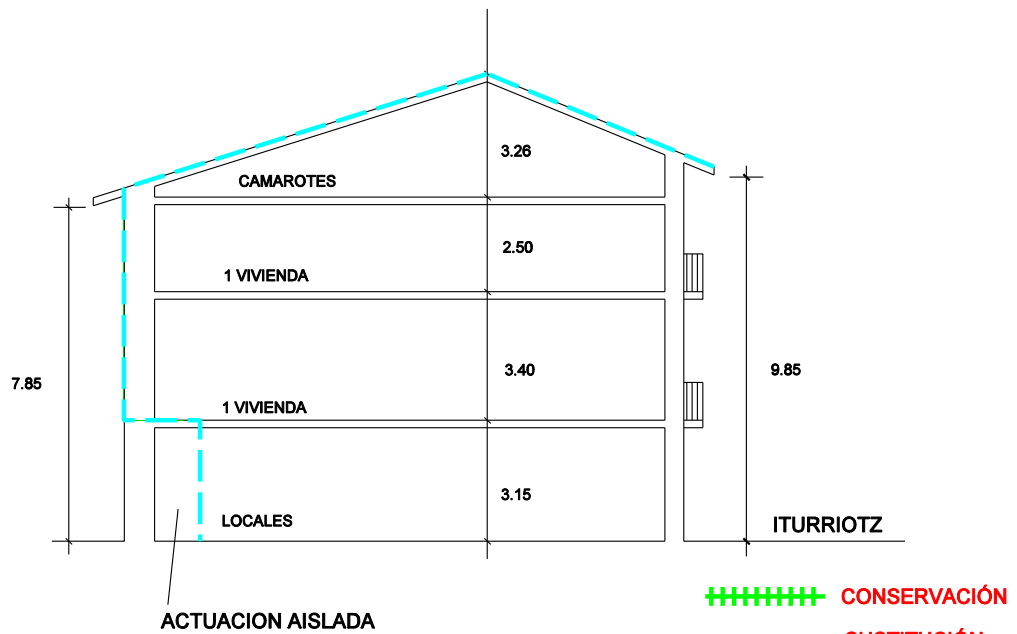 3.26
CAMAROTES
2.50
1 VIVIENDA
7.85
3.40
9.85
1 VIVIENDA
3.15
LOCALES
ITURRIOTZ
CONSERVACIÓN
ACTUACION AISLADA
SUSTITUCIÓN